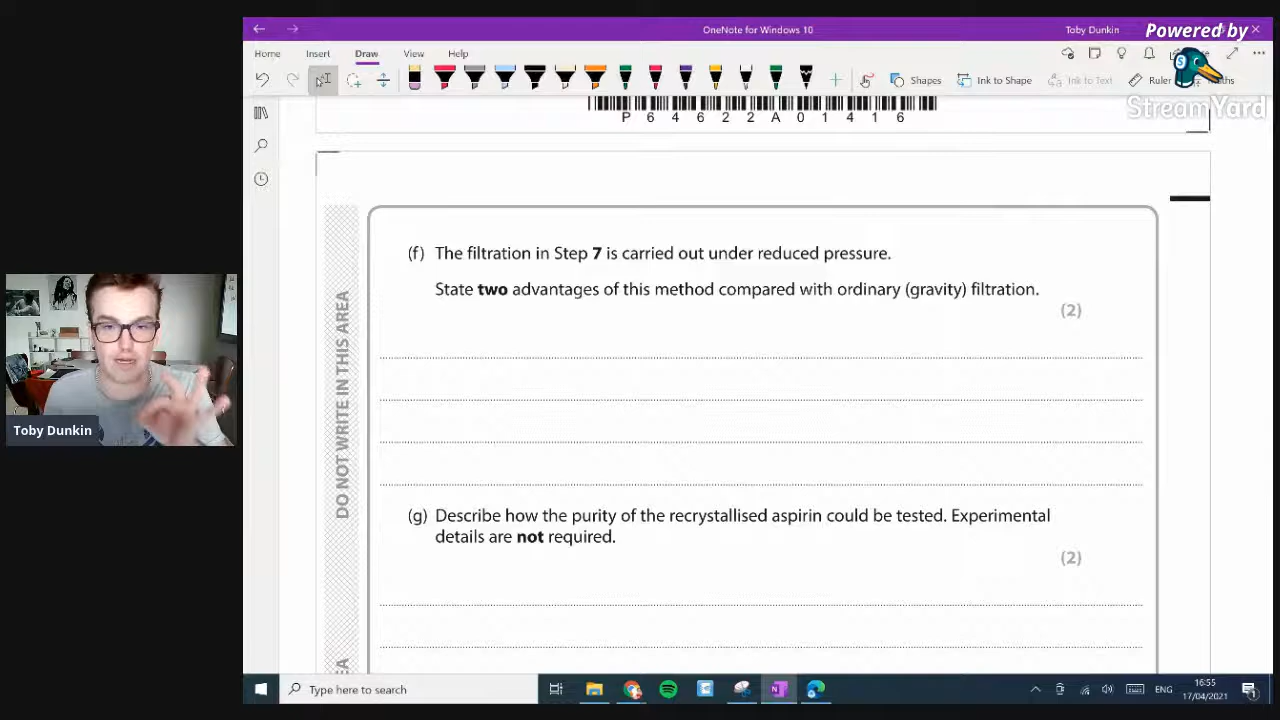 OneNote for Windows 10
Toby Dunkin
Powered by
Home
Insert
Draw
View
Help
Shapes
Ink to Shape
Ink to Text
Ruler
StreamYard
P 6 4 6 2 2 A 0 1 4 1 6
(f) The filtration in Step 7 is carried out under reduced pressure.
State two advantages of this method compared with ordinary (gravity) filtration.
(2)
DO NOT WRITE IN THIS AREA
Toby Dunkin
(g) Describe how the purity of the recrystallised aspirin could be tested. Experimental
details are not required.
(2)
Type here to search
ENG
16:55
17/04/2021